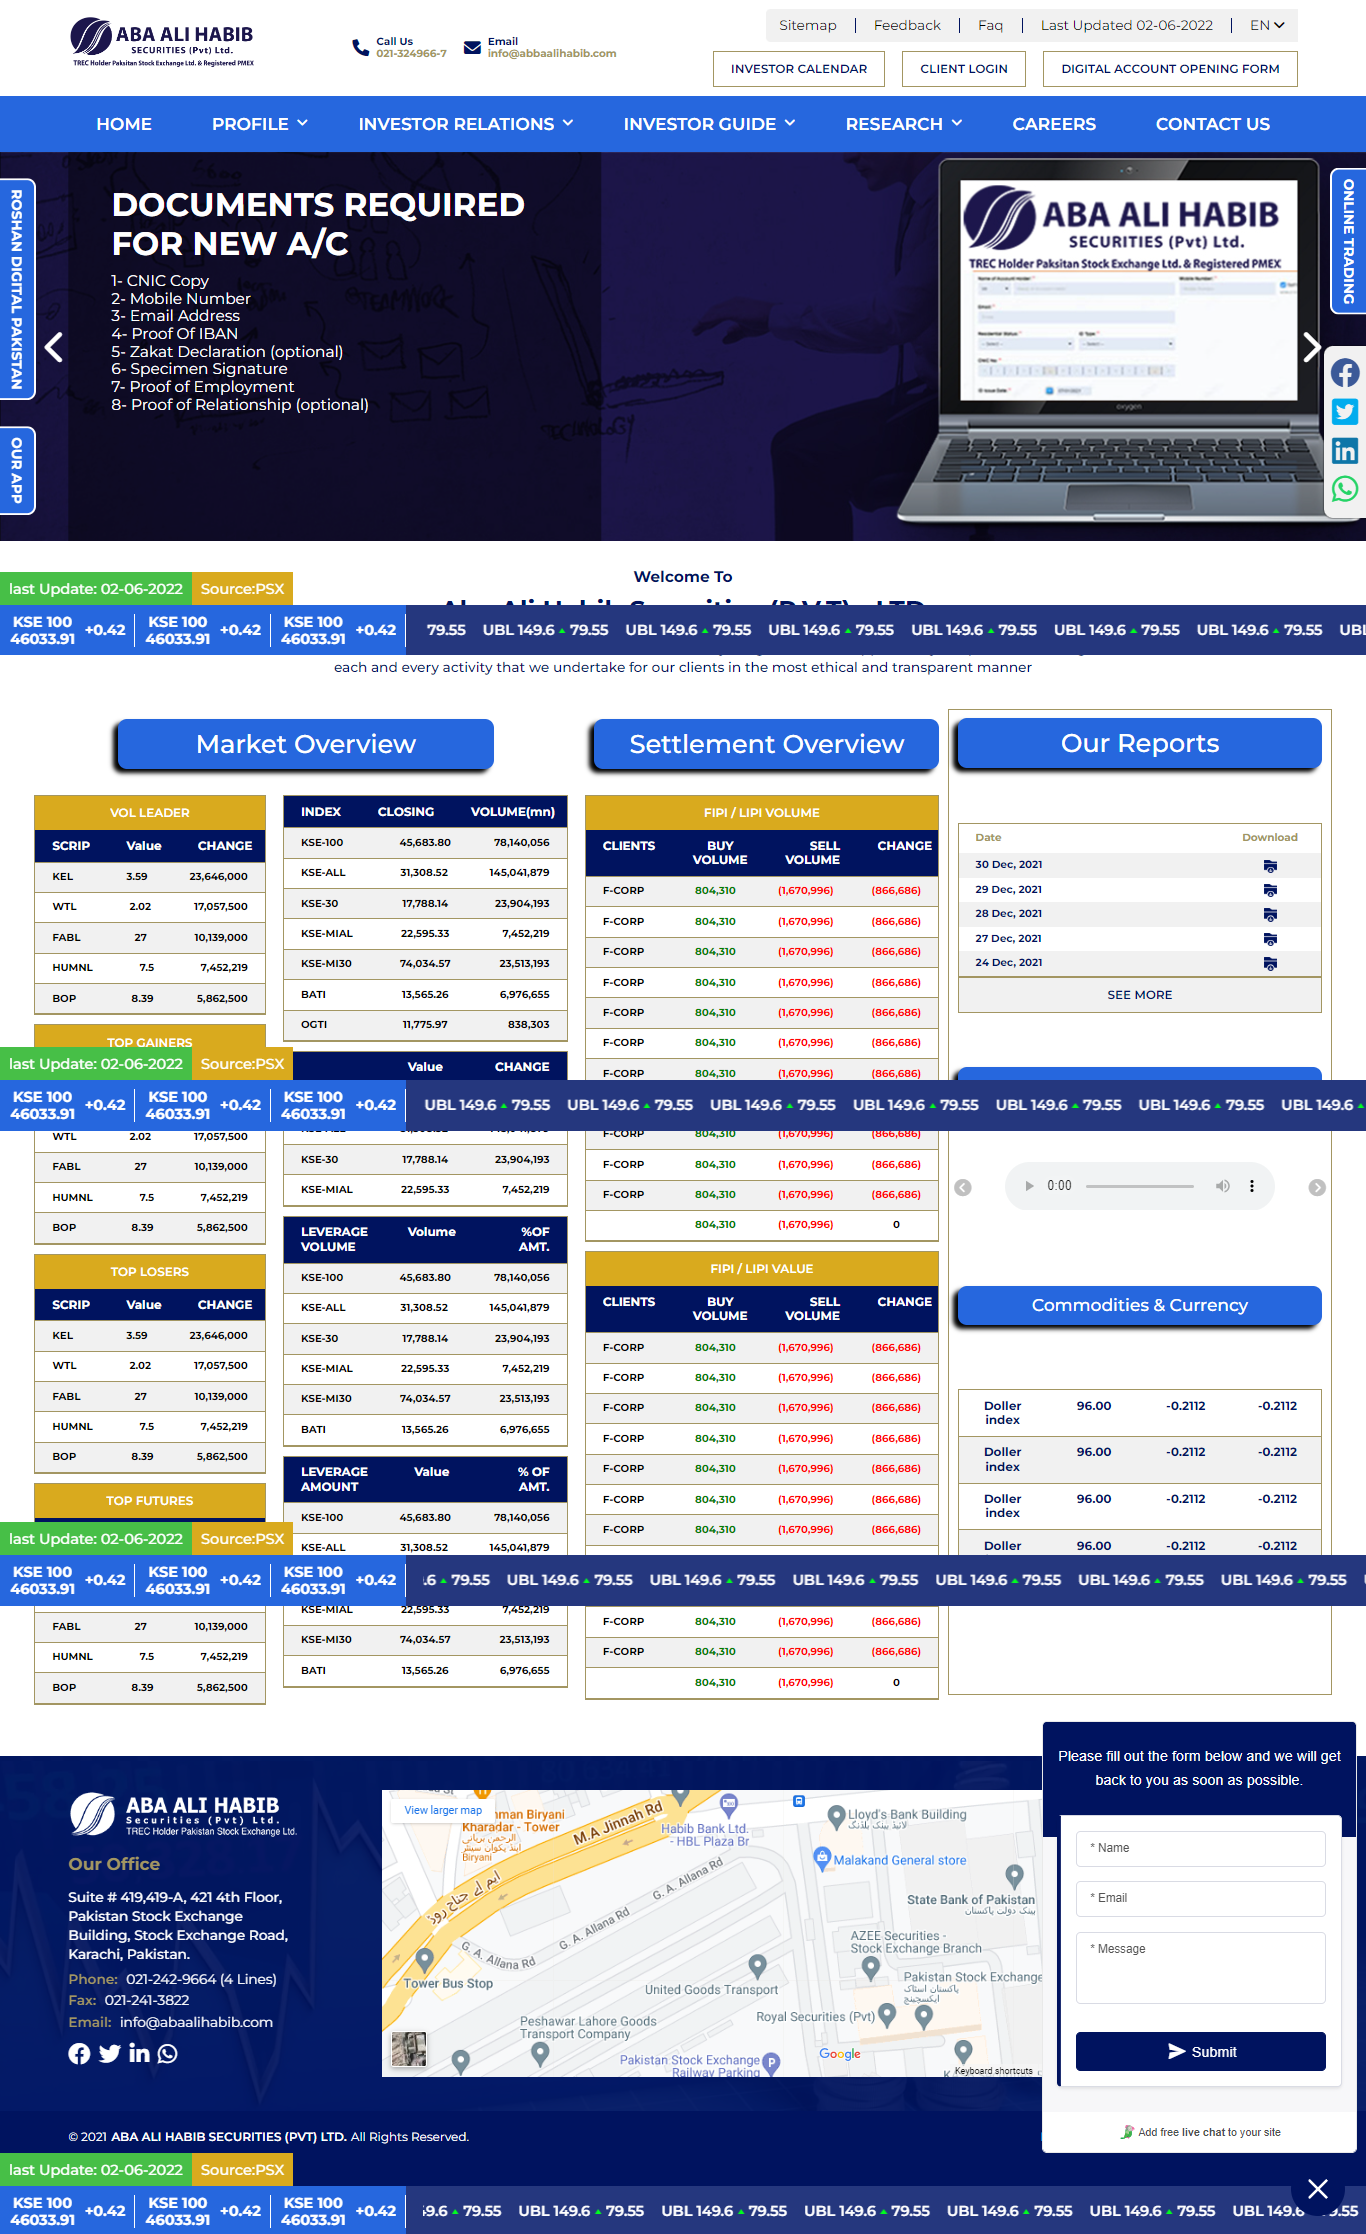 ABA ALI HABIB
SECURITIES (Pvt) Ltd.
TREC Holder Paksitan Stock Exchange Ltd. & Registered PMEX
Call Us
021-324966-7
Email
info@abbaalihabib.com
Sitemap
Feedback
Faq
Last Updated 02-06-2022
EN
INVESTOR CALENDAR
CLIENT LOGIN
DIGITAL ACCOUNT OPENING FORM
HOME
PROFILE
INVESTOR RELATIONS
INVESTOR GUIDE
RESEARCH
CAREERS
CONTACT US
ROSHAN DIGITAL PAKISTAN
OUR APP
ONLINE TRADING
DOCUMENTS REQUIRED
FOR NEW A/C
1- CNIC Copy
2- Mobile Number
3- Email Address
4- Proof Of IBAN
5- Zakat Declaration (optional)
6- Specimen Signature
7- Proof of Employment
8- Proof of Relationship (optional)
ABA ALI HABIB
SECURITIES (Pvt) Ltd.
TREC Holder Paksitan Stock Exchange Ltd. & Registered PMEX
Welcome To
last Update: 02-06-2022 Source:PSX
KSE 100 46033.91 +0.42 KSE 100 46033.91 +0.42 KSE 100 46033.91 +0.42 79.55 UBL 149.6 79.55 UBL 149.6 79.55 UBL 149.6 79.55 UBL 149.6 79.55 UBL 149.6 79.55 UBL 149.6 79.55 UBL
each and every activity that we undertake for our clients in the most ethical and transparent manner
Market Overview
VOL LEADER
SCRIP Value CHANGE
KEL 3.59 23,646,000
WTL 2.02 17,057,500
FABL 27 10,139,000
HUMNL 7.5 7,452,219
BOP 8.39 5,862,500
TOP GAINERS
last Update: 02-06-2022 Source:PSX
KSE 100 46033.91 +0.42 KSE 100 46033.91 +0.42 KSE 100 46033.91 +0.42 UBL 149.6 79.55 UBL 149.6 79.55 UBL 149.6 79.55 UBL 149.6 79.55 UBL 149.6 79.55 UBL 149.6 79.55 UBL 149.6
WTL 2.02 17,057,500
FABL 27 10,139,000
HUMNL 7.5 7,452,219
BOP 8.39 5,862,500
TOP LOSERS
SCRIP Value CHANGE
KEL 3.59 23,646,000
WTL 2.02 17,057,500
FABL 27 10,139,000
HUMNL 7.5 7,452,219
BOP 8.39 5,862,500
TOP FUTURES
last Update: 02-06-2022 Source:PSX
KSE 100 46033.91 +0.42 KSE 100 46033.91 +0.42 KSE 100 46033.91 +0.42 79.55 UBL 149.6 79.55 UBL 149.6 79.55 UBL 149.6 79.55 UBL 149.6 79.55 UBL 149.6 79.55 UBL 149.6 79.55
FABL 27 10,139,000
HUMNL 7.5 7,452,219
BOP 8.39 5,862,500
INDEX CLOSING VOLUME(mn)
KSE-100 45,683.80 78,140,056
KSE-ALL 31,308.52 145,041,879
KSE-30 17,788.14 23,904,193
KSE-MIAL 22,595.33 7,452,219
KSE-MI30 74,034.57 23,513,193
BATI 13,565.26 6,976,655
OGTI 11,775.97 838,303
Value CHANGE
KSE-30 17,788.14 23,904,193
KSE-MIAL 22,595.33 7,452,219
LEVERAGE VOLUME Volume %OF AMT.
KSE-100 45,683.80 78,140,056
KSE-ALL 31,308.52 145,041,879
KSE-30 17,788.14 23,904,193
KSE-MIAL 22,595.33 7,452,219
KSE-MI30 74,034.57 23,513,193
BATI 13,565.26 6,976,655
LEVERAGE AMOUNT Value % OF AMT.
KSE-100 45,683.80 78,140,056
KSE-ALL 31,308.52 145,041,879
KSE-MIAL 22,595.33 7,452,219
KSE-MI30 74,034.57 23,513,193
BATI 13,565.26 6,976,655
Settlement Overview
FIPI / LIPI VOLUME
CLIENTS BUY VOLUME SELL VOLUME CHANGE
F-CORP 804,310 (1,670,996) (866,686)
F-CORP 804,310 (1,670,996) (866,686)
F-CORP 804,310 (1,670,996) (866,686)
F-CORP 804,310 (1,670,996) (866,686)
F-CORP 804,310 (1,670,996) (866,686)
F-CORP 804,310 (1,670,996) (866,686)
F-CORP 804,310 (1,670,996) (866,686)
F-CORP 804,310 (1,670,996) (866,686)
F-CORP 804,310 (1,670,996) (866,686)
F-CORP 804,310 (1,670,996) (866,686)
804,310 (1,670,996) 0
FIPI / LIPI VALUE
CLIENTS BUY VOLUME SELL VOLUME CHANGE
F-CORP 804,310 (1,670,996) (866,686)
F-CORP 804,310 (1,670,996) (866,686)
F-CORP 804,310 (1,670,996) (866,686)
F-CORP 804,310 (1,670,996) (866,686)
F-CORP 804,310 (1,670,996) (866,686)
F-CORP 804,310 (1,670,996) (866,686)
F-CORP 804,310 (1,670,996) (866,686)
F-CORP 804,310 (1,670,996) (866,686)
F-CORP 804,310 (1,670,996) (866,686)
804,310 (1,670,996) 0
Our Reports
Date Download
30 Dec, 2021
29 Dec, 2021
28 Dec, 2021
27 Dec, 2021
24 Dec, 2021
SEE MORE
0:00
Commodities & Currency
Doller index 96.00 -0.2112 -0.2112
Doller index 96.00 -0.2112 -0.2112
Doller index 96.00 -0.2112 -0.2112
Doller 96.00 -0.2112 -0.2112
ABA ALI HABIB
Securities (Pvt) Ltd.
TREC Holder Pakistan Stock Exchange Ltd.
Our Office
Suite # 419,419-A, 421 4th Floor,
Pakistan Stock Exchange
Building, Stock Exchange Road,
Karachi, Pakistan.
Phone: 021-242-9664 (4 Lines)
Fax: 021-241-3822
Email: info@abaalihabib.com
View larger map
Biryani
Kharadar - Tower
الرحمن بریانی
اینڈ پکوان سینٹر
Biryani
M.A Jinnah Rd
Habib Bank Ltd.
- HBL Plaza Br
Lloyd's Bank Building
لائیڈ بینک بلڈنگ
Malakand General store
G. A. Allana Rd
State Bank of Pakistan
بینک دولت پاکستان
ایم اے جناح روڈ
G. A. Allana Rd
G. A. Allana Rd
AZEE Securities -
Stock Exchange Branch
Tower Bus Stop
United Goods Transport
Pakistan Stock Exchange
پاکستان اسٹاک
ایکسچینج
Royal Securities (Pvt)
Peshawar Lahore Goods
Transport Company
Google
Pakistan Stock Exchange
Railway Parking
Keyboard shortcuts
Please fill out the form below and we will get
back to you as soon as possible.
* Name
* Email
* Message
Submit
Add free live chat to your site
© 2021 ABA ALI HABIB SECURITIES (PVT) LTD. All Rights Reserved.
last Update: 02-06-2022 Source:PSX
KSE 100 46033.91 +0.42 KSE 100 46033.91 +0.42 KSE 100 46033.91 +0.42 79.55 UBL 149.6 79.55 UBL 149.6 79.55 UBL 149.6 79.55 UBL 149.6 79.55 UBL 149.6 79.55 UBL 149.6